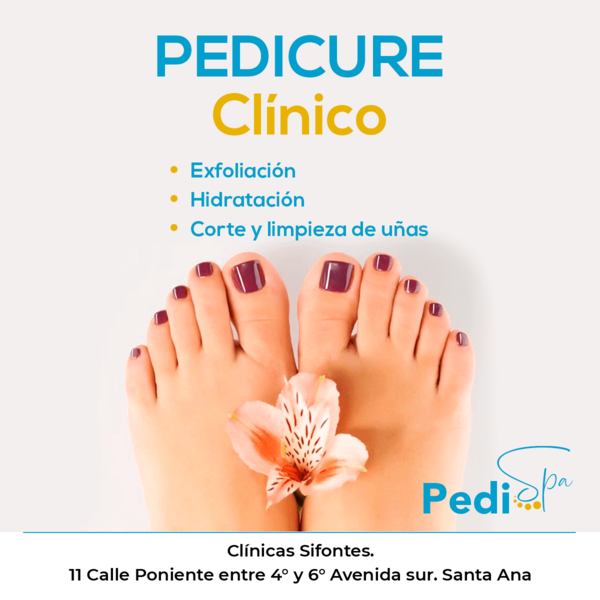 PEDICURE
Clínico
• Exfoliación
• Hidratación
• Corte y limpieza de uñas
Pedi Spa
Clínicas Sifontes.
11 Calle Poniente entre 4° y 6° Avenida sur. Santa Ana